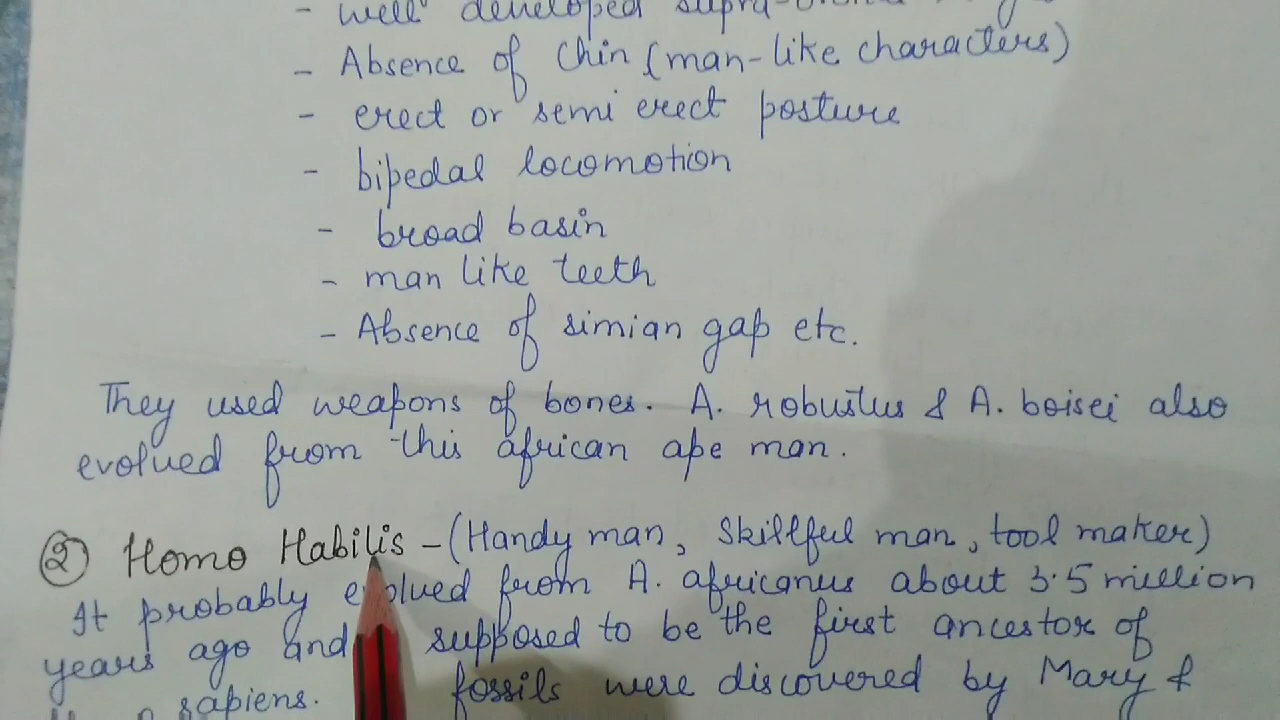 - well developed supra-
- Absence of chin (man-like characters)
- erect or semi erect posture
- bipedal locomotion
- broad basin
- man like teeth
- Absence of simian gap etc.
They used weapons of bones. A. robustus & A. boisei also
evolved from this african ape man.
② Homo Habilis - (Handy man, Skillful man, tool maker)
It probably evolved from A. africanus about 3.5 million
years ago and supposed to be the first ancestor of
sapiens. fossils were discovered by Mary &